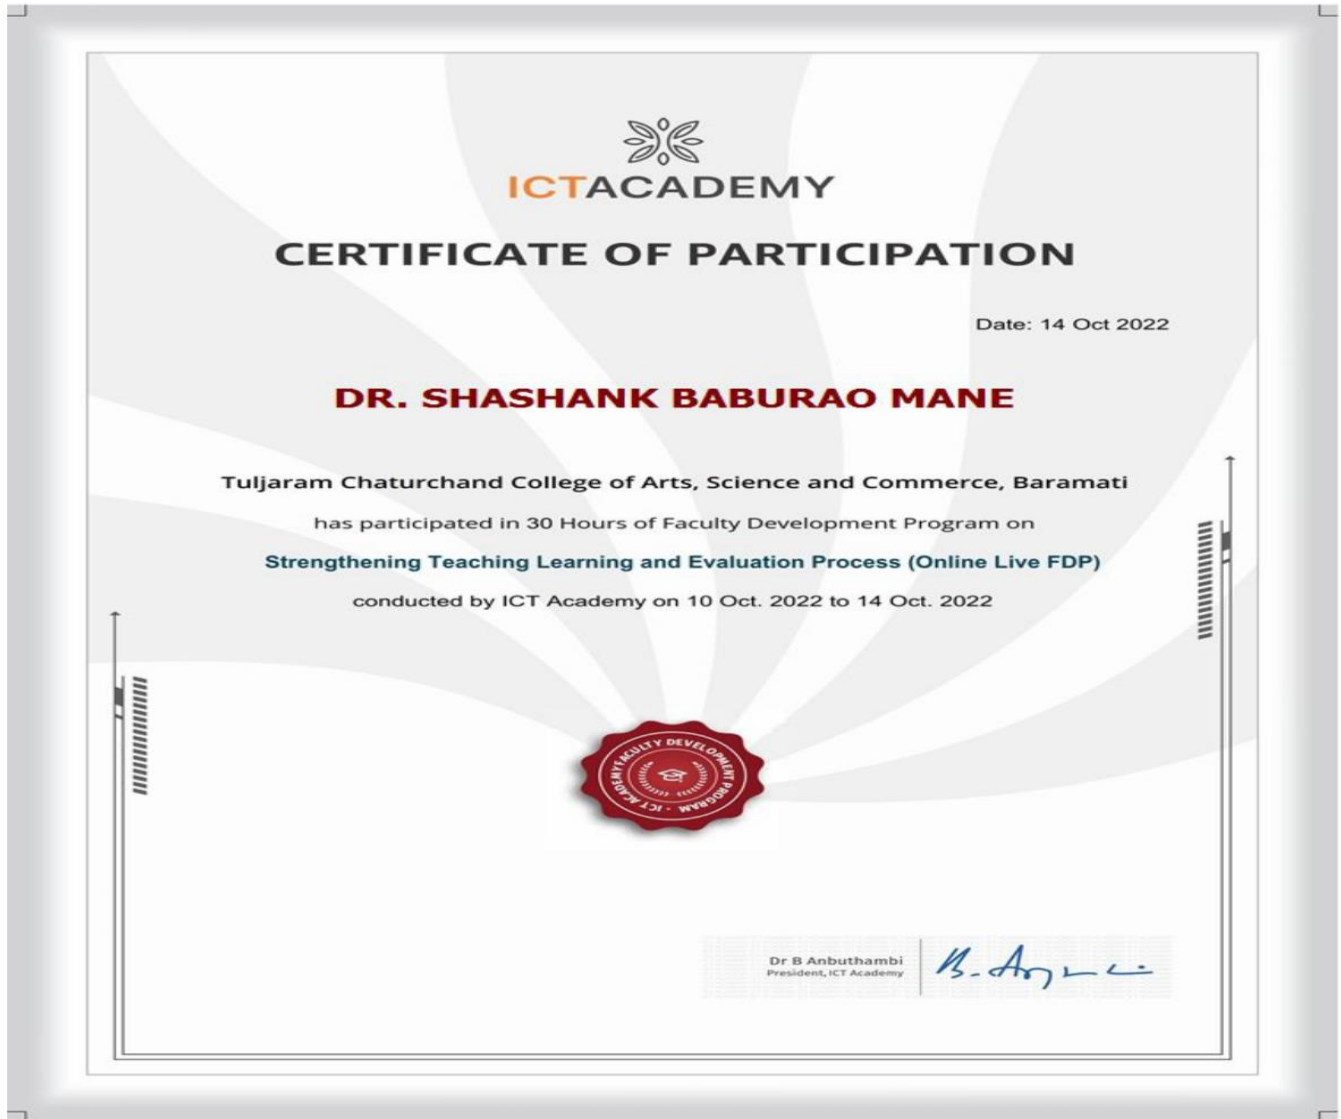 ICTACADEMY
CERTIFICATE OF PARTICIPATION
Date: 14 Oct 2022
DR. SHASHANK BABURAO MANE
Tuljaram Chaturchand College of Arts, Science and Commerce, Baramati
has participated in 30 Hours of Faculty Development Program on
Strengthening Teaching Learning and Evaluation Process (Online Live FDP)
conducted by ICT Academy on 10 Oct. 2022 to 14 Oct. 2022
FACULTY DEVELOPMENT PROGRAM · ICT ACADEMY
Dr B Anbuthambi
President, ICT Academy